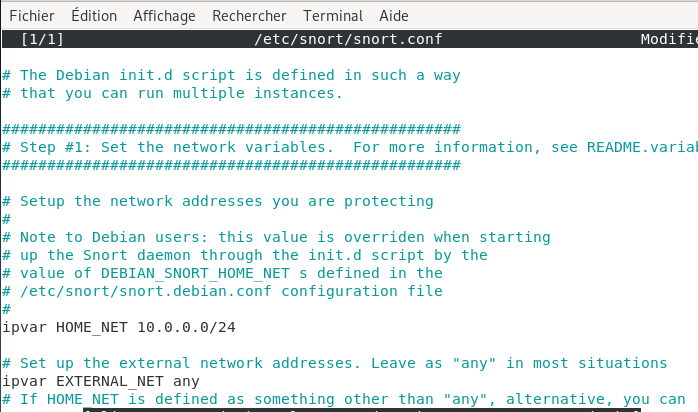 Fichier Édition Affichage Rechercher Terminal Aide
[1/1] /etc/snort/snort.conf Modifié
# The Debian init.d script is defined in such a way
# that you can run multiple instances.
###################################################
# Step #1: Set the network variables.  For more information, see README.variab
###################################################
# Setup the network addresses you are protecting
#
# Note to Debian users: this value is overriden when starting
# up the Snort daemon through the init.d script by the
# value of DEBIAN_SNORT_HOME_NET s defined in the
# /etc/snort/snort.debian.conf configuration file
#
ipvar HOME_NET 10.0.0.0/24
# Set up the external network addresses. Leave as "any" in most situations
ipvar EXTERNAL_NET any
# If HOME_NET is defined as something other than "any", alternative, you can